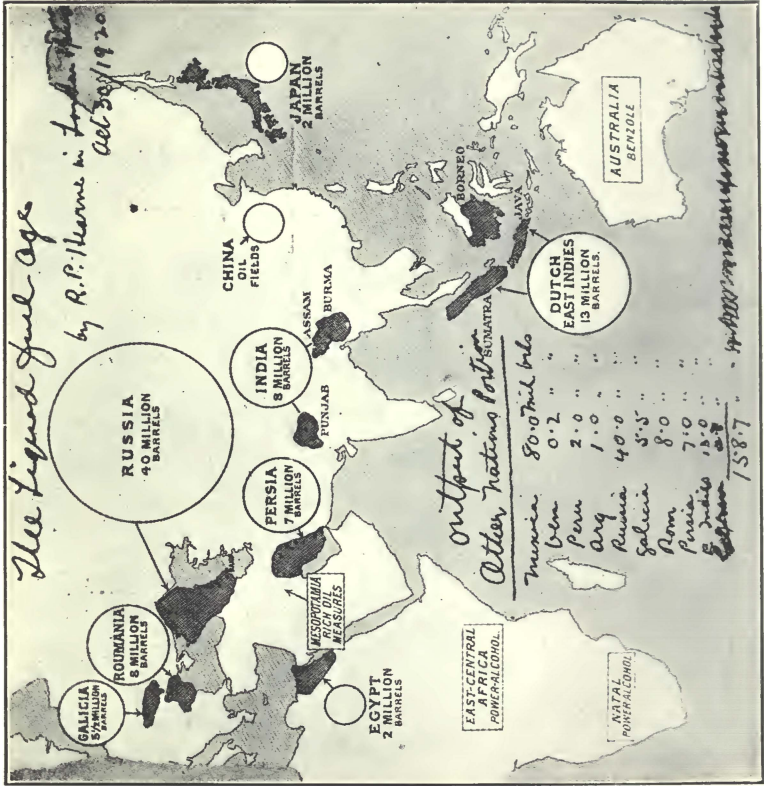 The Liquid fuel age
by R.P. Hearne in London
Oct 30/1920
GALICIA
5½ MILLION
BARRELS
ROUMANIA
8 MILLION
BARRELS
RUSSIA
40 MILLION
BARRELS
PERSIA
7 MILLION
BARRELS
INDIA
8 MILLION
BARRELS
PUNJAB
ASSAM
BURMA
CHINA
OIL
FIELDS
JAPAN
2 MILLION
BARRELS
MESOPOTAMIA
RICH OIL
MEASURES
EGYPT
2 MILLION
BARRELS
BORNEO
JAVA
SUMATRA
DUTCH
EAST INDIES
13 MILLION
BARRELS.
EAST-CENTRAL
AFRICA
POWER-ALCOHOL.
NATAL
POWER ALCOHOL
AUSTRALIA
BENZOLE
Output of
Other Nations Portion
Mexico 80.0 mil brls
Ven 0.2 " "
Peru 2.0 " "
Arg 1.0 " "
Russia 40.0 " "
Galicia 5.5 " "
Rom 8.0 " "
Persia 7.0 " "
E Indies 13.0 " "
158.7 "